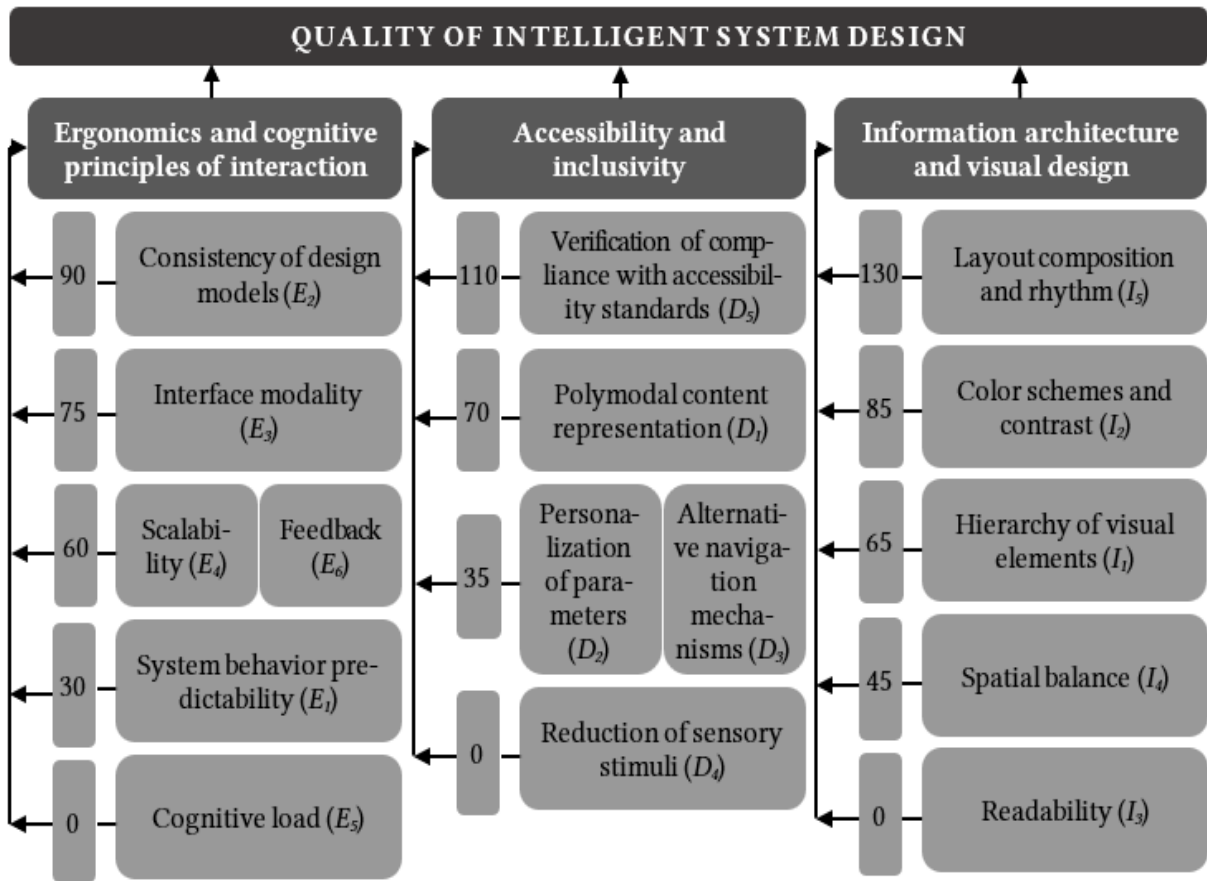 QUALITY OF INTELLIGENT SYSTEM DESIGN
Ergonomics and cognitive
principles of interaction
90
Consistency of design
models (E₂)
75
Interface modality
(E₃)
60
Scalabi-
lity (E₄)
Feedback
(E₆)
30
System behavior pre-
dictability (E₁)
0
Cognitive load (E₅)
Accessibility and
inclusivity
110
Verification of comp-
liance with accessibil-
ity standards (D₅)
70
Polymodal content
representation (D₁)
35
Persona-
lization
of para-
meters
(D₂)
Alternati-
ve naviga-
tion
mecha-
nisms (D₃)
0
Reduction of sensory
stimuli (D₄)
Information architecture
and visual design
130
Layout composition
and rhythm (I₅)
85
Color schemes and
contrast (I₂)
65
Hierarchy of visual
elements (I₁)
45
Spatial balance (I₄)
0
Readability (I₃)